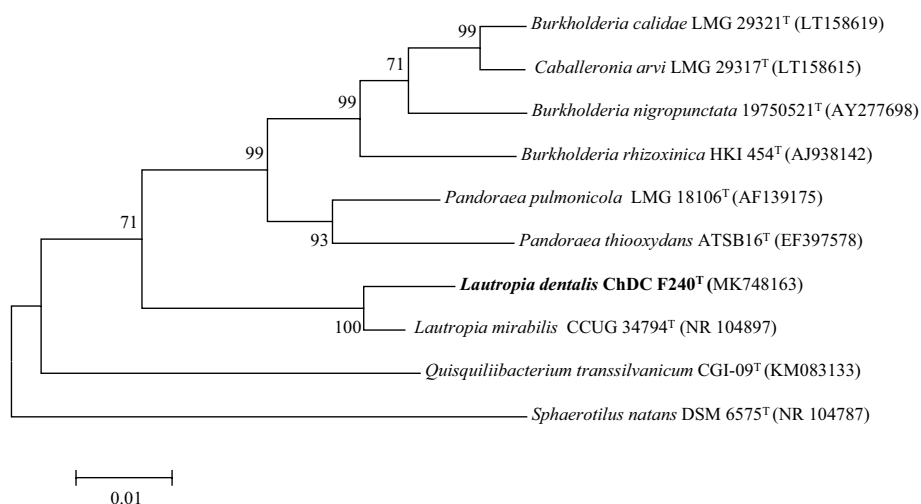 Burkholderia calidae LMG 29321ᵀ (LT158619)
99
Caballeronia arvi LMG 29317ᵀ (LT158615)
71
Burkholderia nigropunctata 19750521ᵀ (AY277698)
99
Burkholderia rhizoxinica HKI 454ᵀ (AJ938142)
99
Pandoraea pulmonicola LMG 18106ᵀ (AF139175)
71
93
Pandoraea thiooxydans ATSB16ᵀ (EF397578)
Lautropia dentalis ChDC F240ᵀ (MK748163)
100
Lautropia mirabilis CCUG 34794ᵀ (NR 104897)
Quisquiliibacterium transsilvanicum CGI-09ᵀ (KM083133)
Sphaerotilus natans DSM 6575ᵀ (NR 104787)
0.01